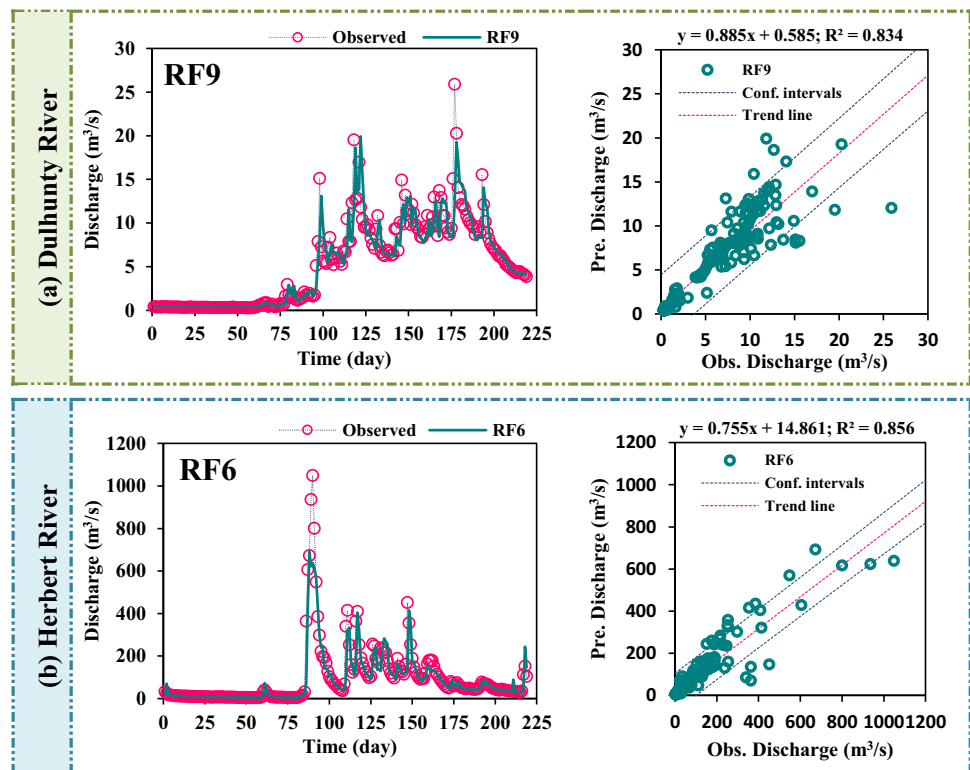 (a) Dulhunty River
Observed RF9
RF9
30
25
20
15
10
5
0
0 25 50 75 100 125 150 175 200 225
Discharge (m³/s)
Time (day)
y = 0.885x + 0.585; R² = 0.834
RF9
Conf. intervals
Trend line
30
25
20
15
10
5
0
0 5 10 15 20 25 30
Pre. Discharge (m³/s)
Obs. Discharge (m³/s)
(b) Herbert River
Observed RF6
RF6
1200
1000
800
600
400
200
0
0 25 50 75 100 125 150 175 200 225
Discharge (m³/s)
Time (day)
y = 0.755x + 14.861; R² = 0.856
RF6
Conf. intervals
Trend line
1200
1000
800
600
400
200
0
0 200 400 600 800 1000 1200
Pre. Discharge (m³/s)
Obs. Discharge (m³/s)